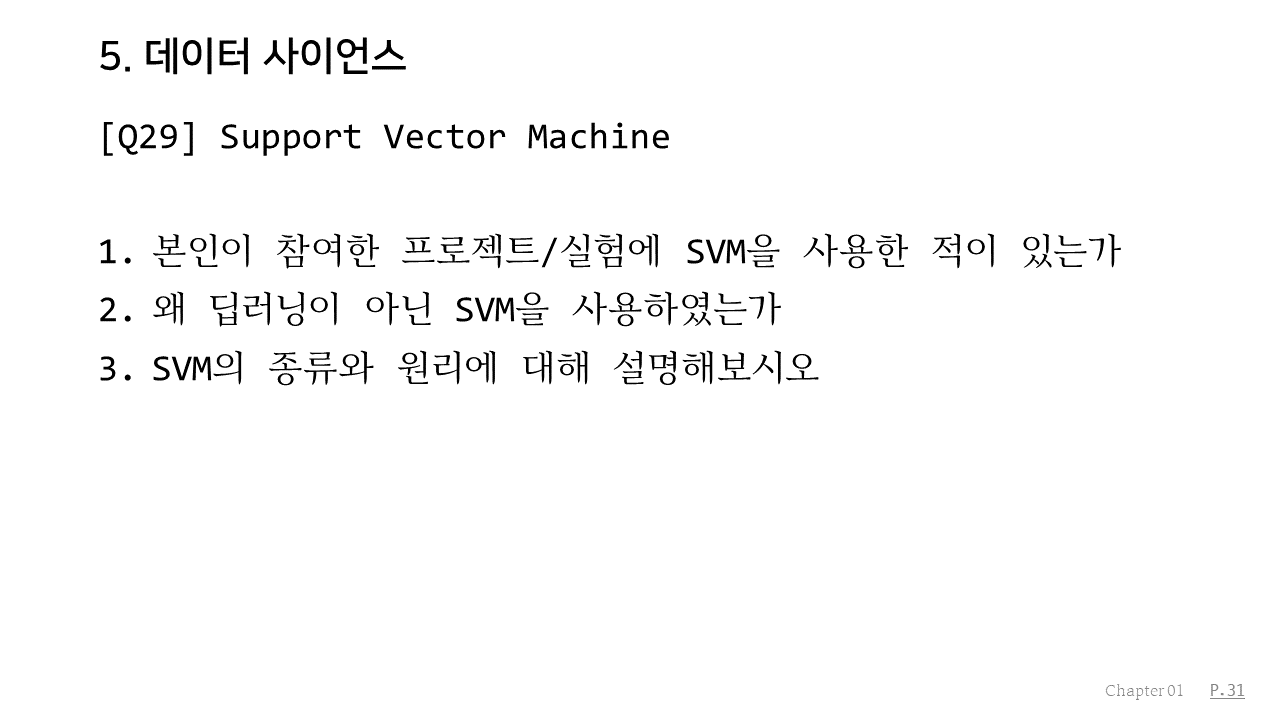 5. 데이터 사이언스
[Q29] Support Vector Machine
1. 본인이 참여한 프로젝트/실험에 SVM을 사용한 적이 있는가
2. 왜 딥러닝이 아닌 SVM을 사용하였는가
3. SVM의 종류와 원리에 대해 설명해보시오
Chapter 01 P.31